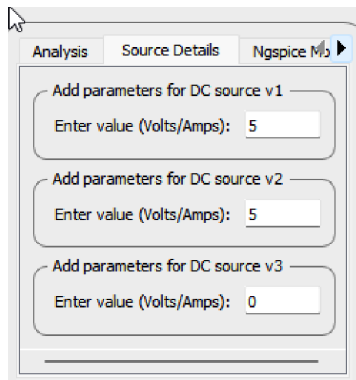 Analysis Source Details Ngspice Mo
Add parameters for DC source v1
Enter value (Volts/Amps): 5
Add parameters for DC source v2
Enter value (Volts/Amps): 5
Add parameters for DC source v3
Enter value (Volts/Amps): 0